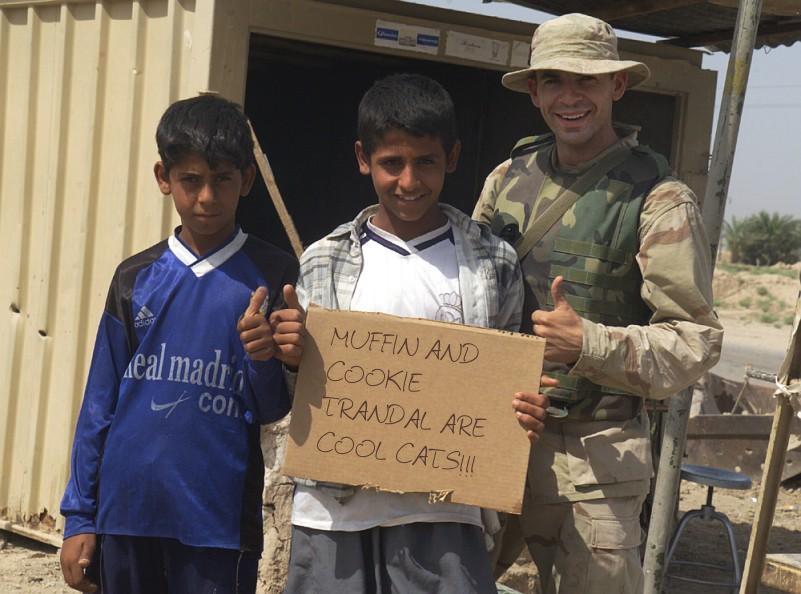 MUFFIN AND
COOKIE
TRANDAL ARE
COOL CATS!!!
adidas
real madrid
com